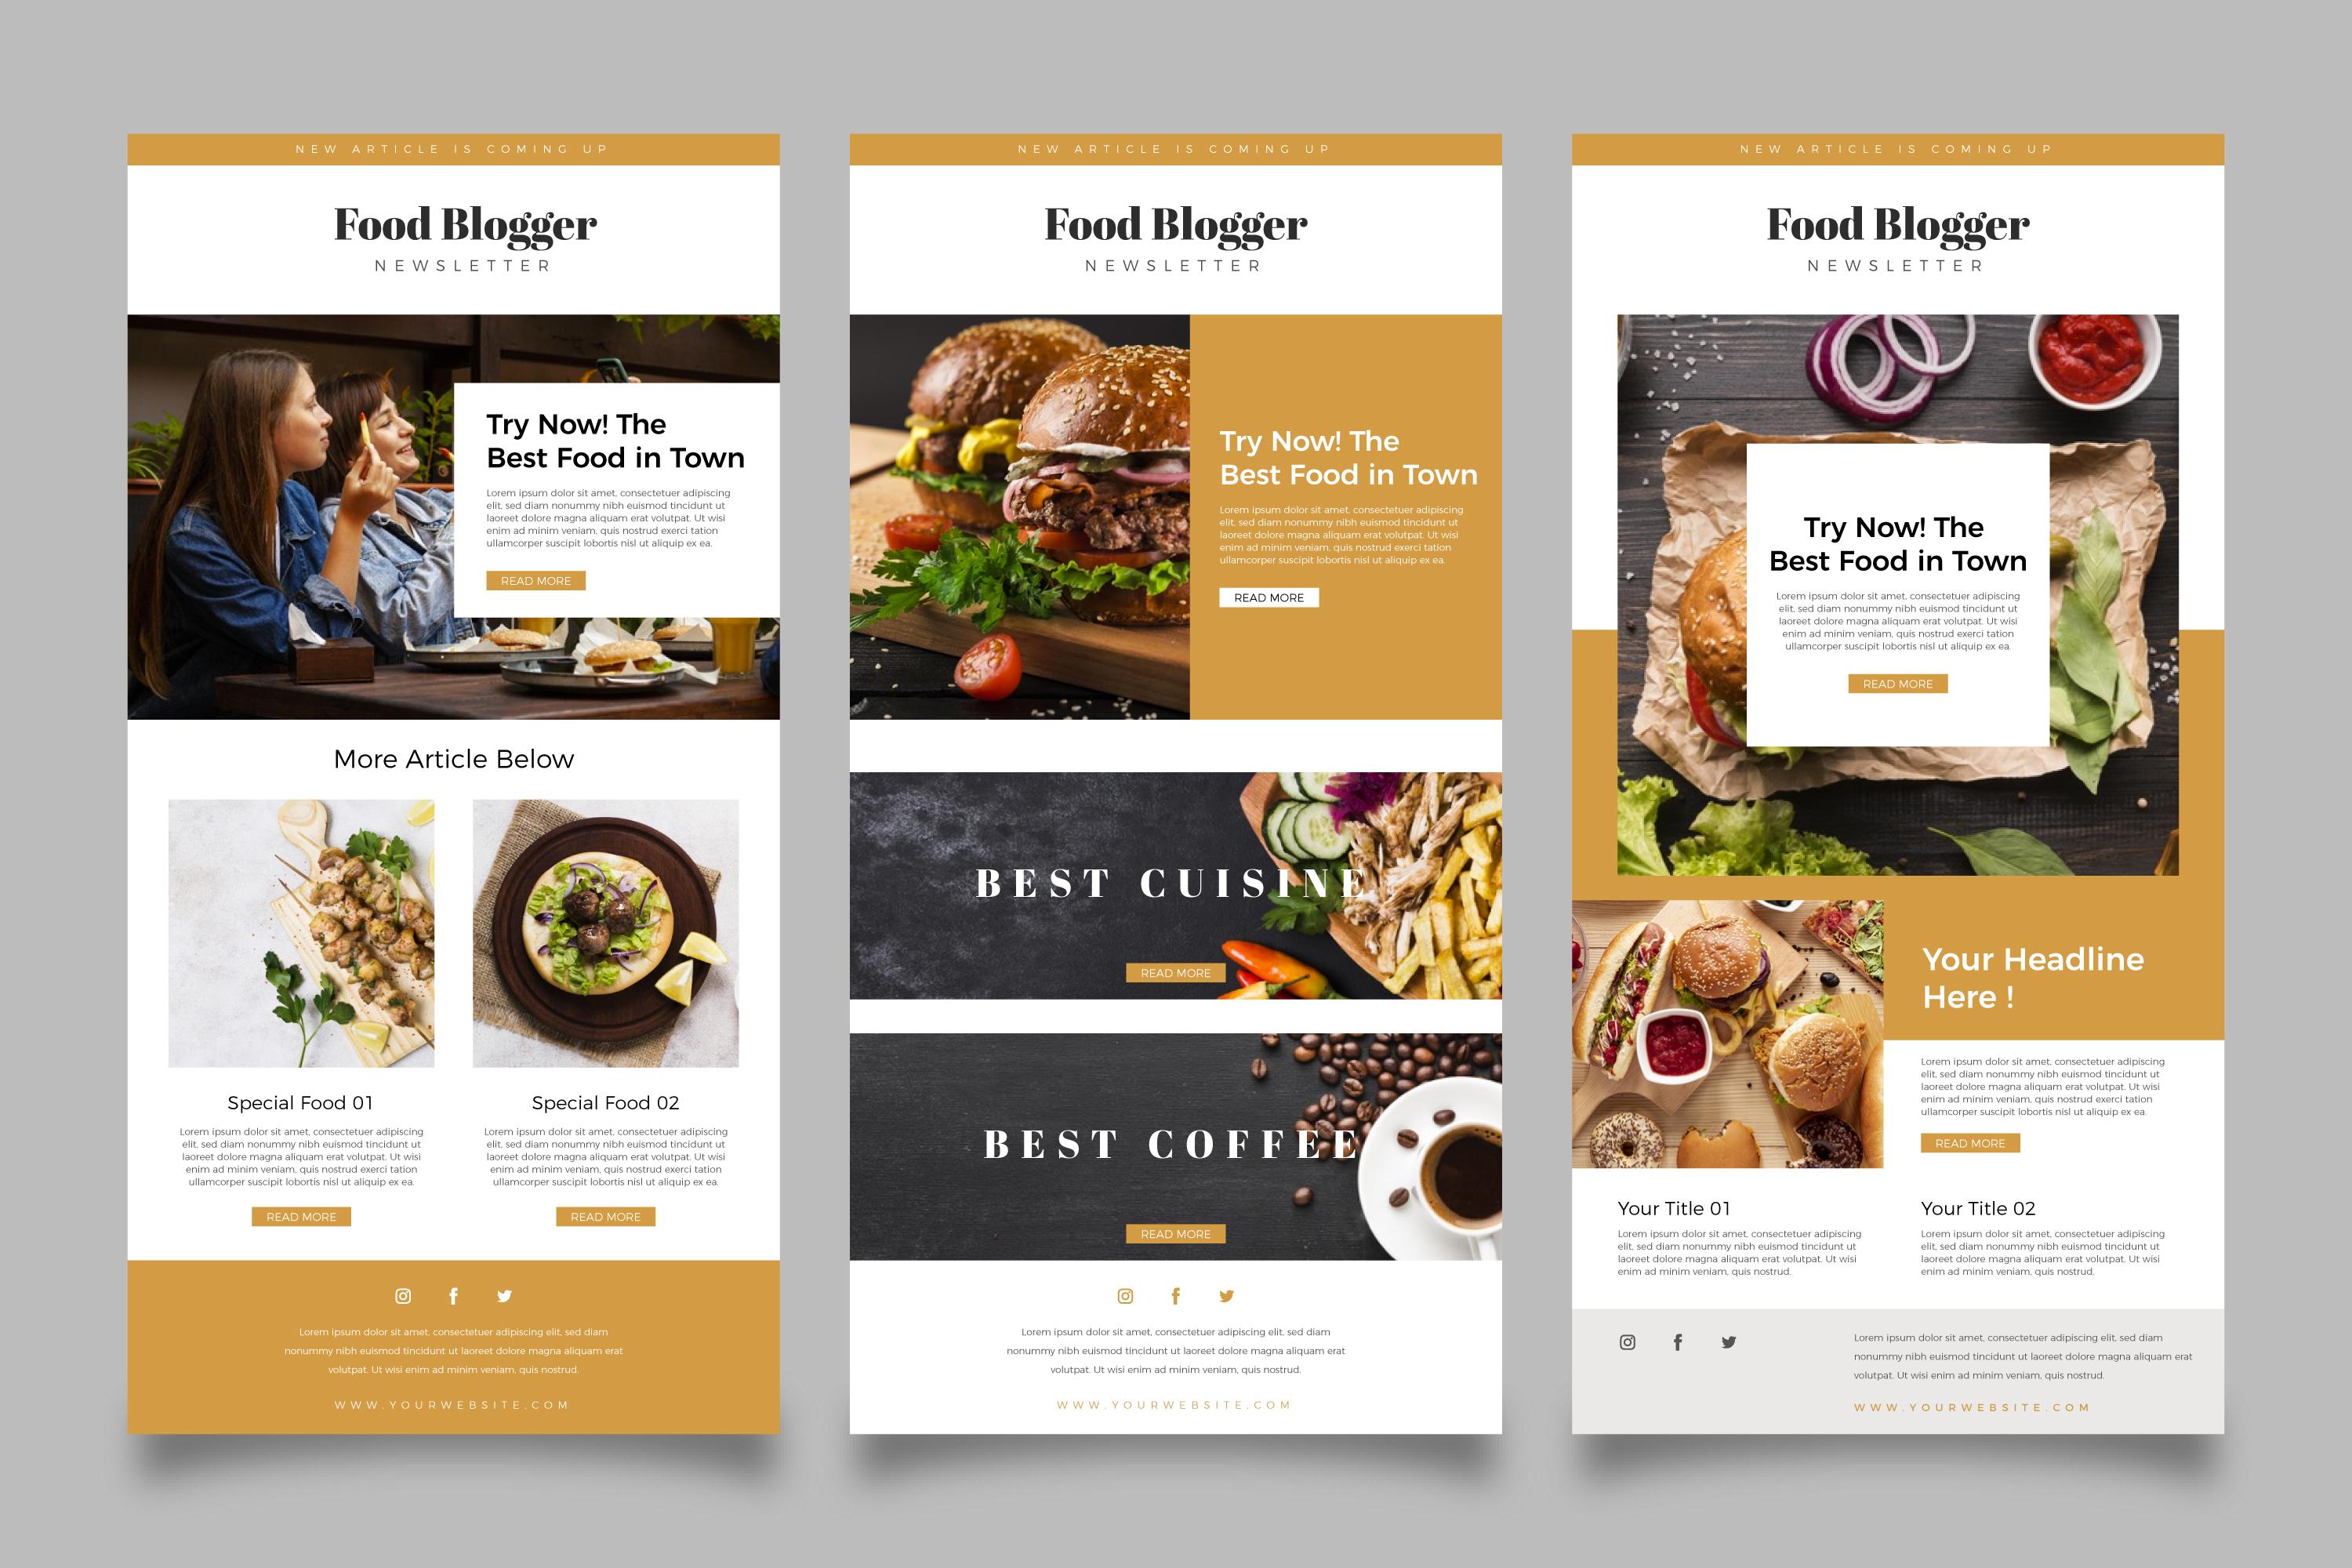 NEW ARTICLE IS COMING UP
Food Blogger
NEWSLETTER
Try Now! The
Best Food in Town
Lorem ipsum dolor sit amet, consectetuer adipiscing
elit, sed diam nonummy nibh euismod tincidunt ut
laoreet dolore magna aliquam erat volutpat. Ut wisi
enim ad minim veniam, quis nostrud exerci tation
ullamcorper suscipit lobortis nisl ut aliquip ex ea.
READ MORE
More Article Below
Special Food 01
Lorem ipsum dolor sit amet, consectetuer adipiscing
elit, sed diam nonummy nibh euismod tincidunt ut
laoreet dolore magna aliquam erat volutpat. Ut wisi
enim ad minim veniam, quis nostrud exerci tation
ullamcorper suscipit lobortis nisl ut aliquip ex ea.
READ MORE
Special Food 02
Lorem ipsum dolor sit amet, consectetuer adipiscing
elit, sed diam nonummy nibh euismod tincidunt ut
laoreet dolore magna aliquam erat volutpat. Ut wisi
enim ad minim veniam, quis nostrud exerci tation
ullamcorper suscipit lobortis nisl ut aliquip ex ea.
READ MORE
Lorem ipsum dolor sit amet, consectetuer adipiscing elit, sed diam
nonummy nibh euismod tincidunt ut laoreet dolore magna aliquam erat
volutpat. Ut wisi enim ad minim veniam, quis nostrud.
WWW.YOURWEBSITE.COM
NEW ARTICLE IS COMING UP
Food Blogger
NEWSLETTER
Try Now! The
Best Food in Town
Lorem ipsum dolor sit amet, consectetuer adipiscing
elit, sed diam nonummy nibh euismod tincidunt ut
laoreet dolore magna aliquam erat volutpat. Ut wisi
enim ad minim veniam, quis nostrud exerci tation
ullamcorper suscipit lobortis nisl ut aliquip ex ea.
READ MORE
BEST CUISINE
READ MORE
BEST COFFEE
READ MORE
Lorem ipsum dolor sit amet, consectetuer adipiscing elit, sed diam
nonummy nibh euismod tincidunt ut laoreet dolore magna aliquam erat
volutpat. Ut wisi enim ad minim veniam, quis nostrud.
WWW.YOURWEBSITE.COM
NEW ARTICLE IS COMING UP
Food Blogger
NEWSLETTER
Try Now! The
Best Food in Town
Lorem ipsum dolor sit amet, consectetuer adipiscing
elit, sed diam nonummy nibh euismod tincidunt ut
laoreet dolore magna aliquam erat volutpat. Ut wisi
enim ad minim veniam, quis nostrud exerci tation
ullamcorper suscipit lobortis nisl ut aliquip ex ea.
READ MORE
Your Headline
Here !
Lorem ipsum dolor sit amet, consectetuer adipiscing
elit, sed diam nonummy nibh euismod tincidunt ut
laoreet dolore magna aliquam erat volutpat. Ut wisi
enim ad minim veniam, quis nostrud exerci tation
ullamcorper suscipit lobortis nisl ut aliquip ex ea.
READ MORE
Your Title 01
Lorem ipsum dolor sit amet, consectetuer adipiscing
elit, sed diam nonummy nibh euismod tincidunt ut
laoreet dolore magna aliquam erat volutpat. Ut wisi
enim ad minim veniam, quis nostrud.
Your Title 02
Lorem ipsum dolor sit amet, consectetuer adipiscing
elit, sed diam nonummy nibh euismod tincidunt ut
laoreet dolore magna aliquam erat volutpat. Ut wisi
enim ad minim veniam, quis nostrud.
Lorem ipsum dolor sit amet, consectetuer adipiscing elit, sed diam
nonummy nibh euismod tincidunt ut laoreet dolore magna aliquam erat
volutpat. Ut wisi enim ad minim veniam, quis nostrud.
WWW.YOURWEBSITE.COM